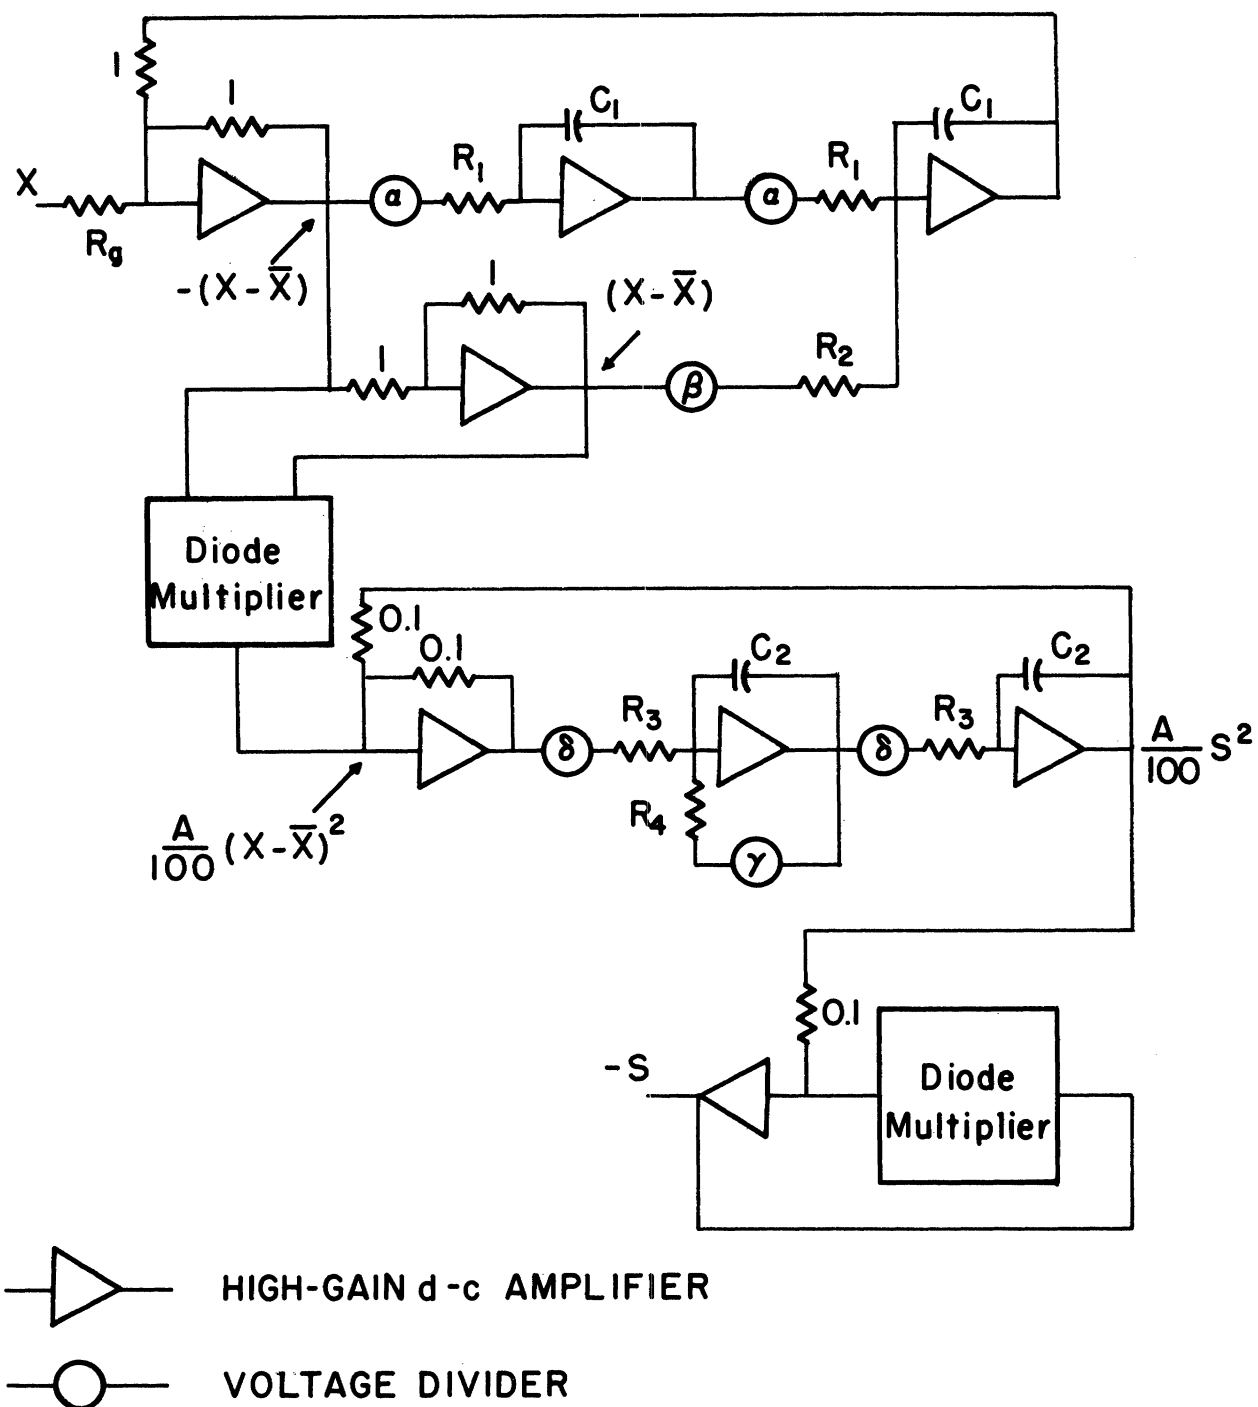 1
1
C₁
C₁
X
R₁
R₁
α
α
R_g
-(X-X̅)
1
(X-X̅)
1
R₂
β
Diode
Multiplier
0.1
0.1
C₂
C₂
R₃
R₃
δ
δ
A/100 S²
R₄
A/100 (X-X̅)²
γ
0.1
-S
Diode
Multiplier
HIGH-GAIN d-c AMPLIFIER
VOLTAGE DIVIDER